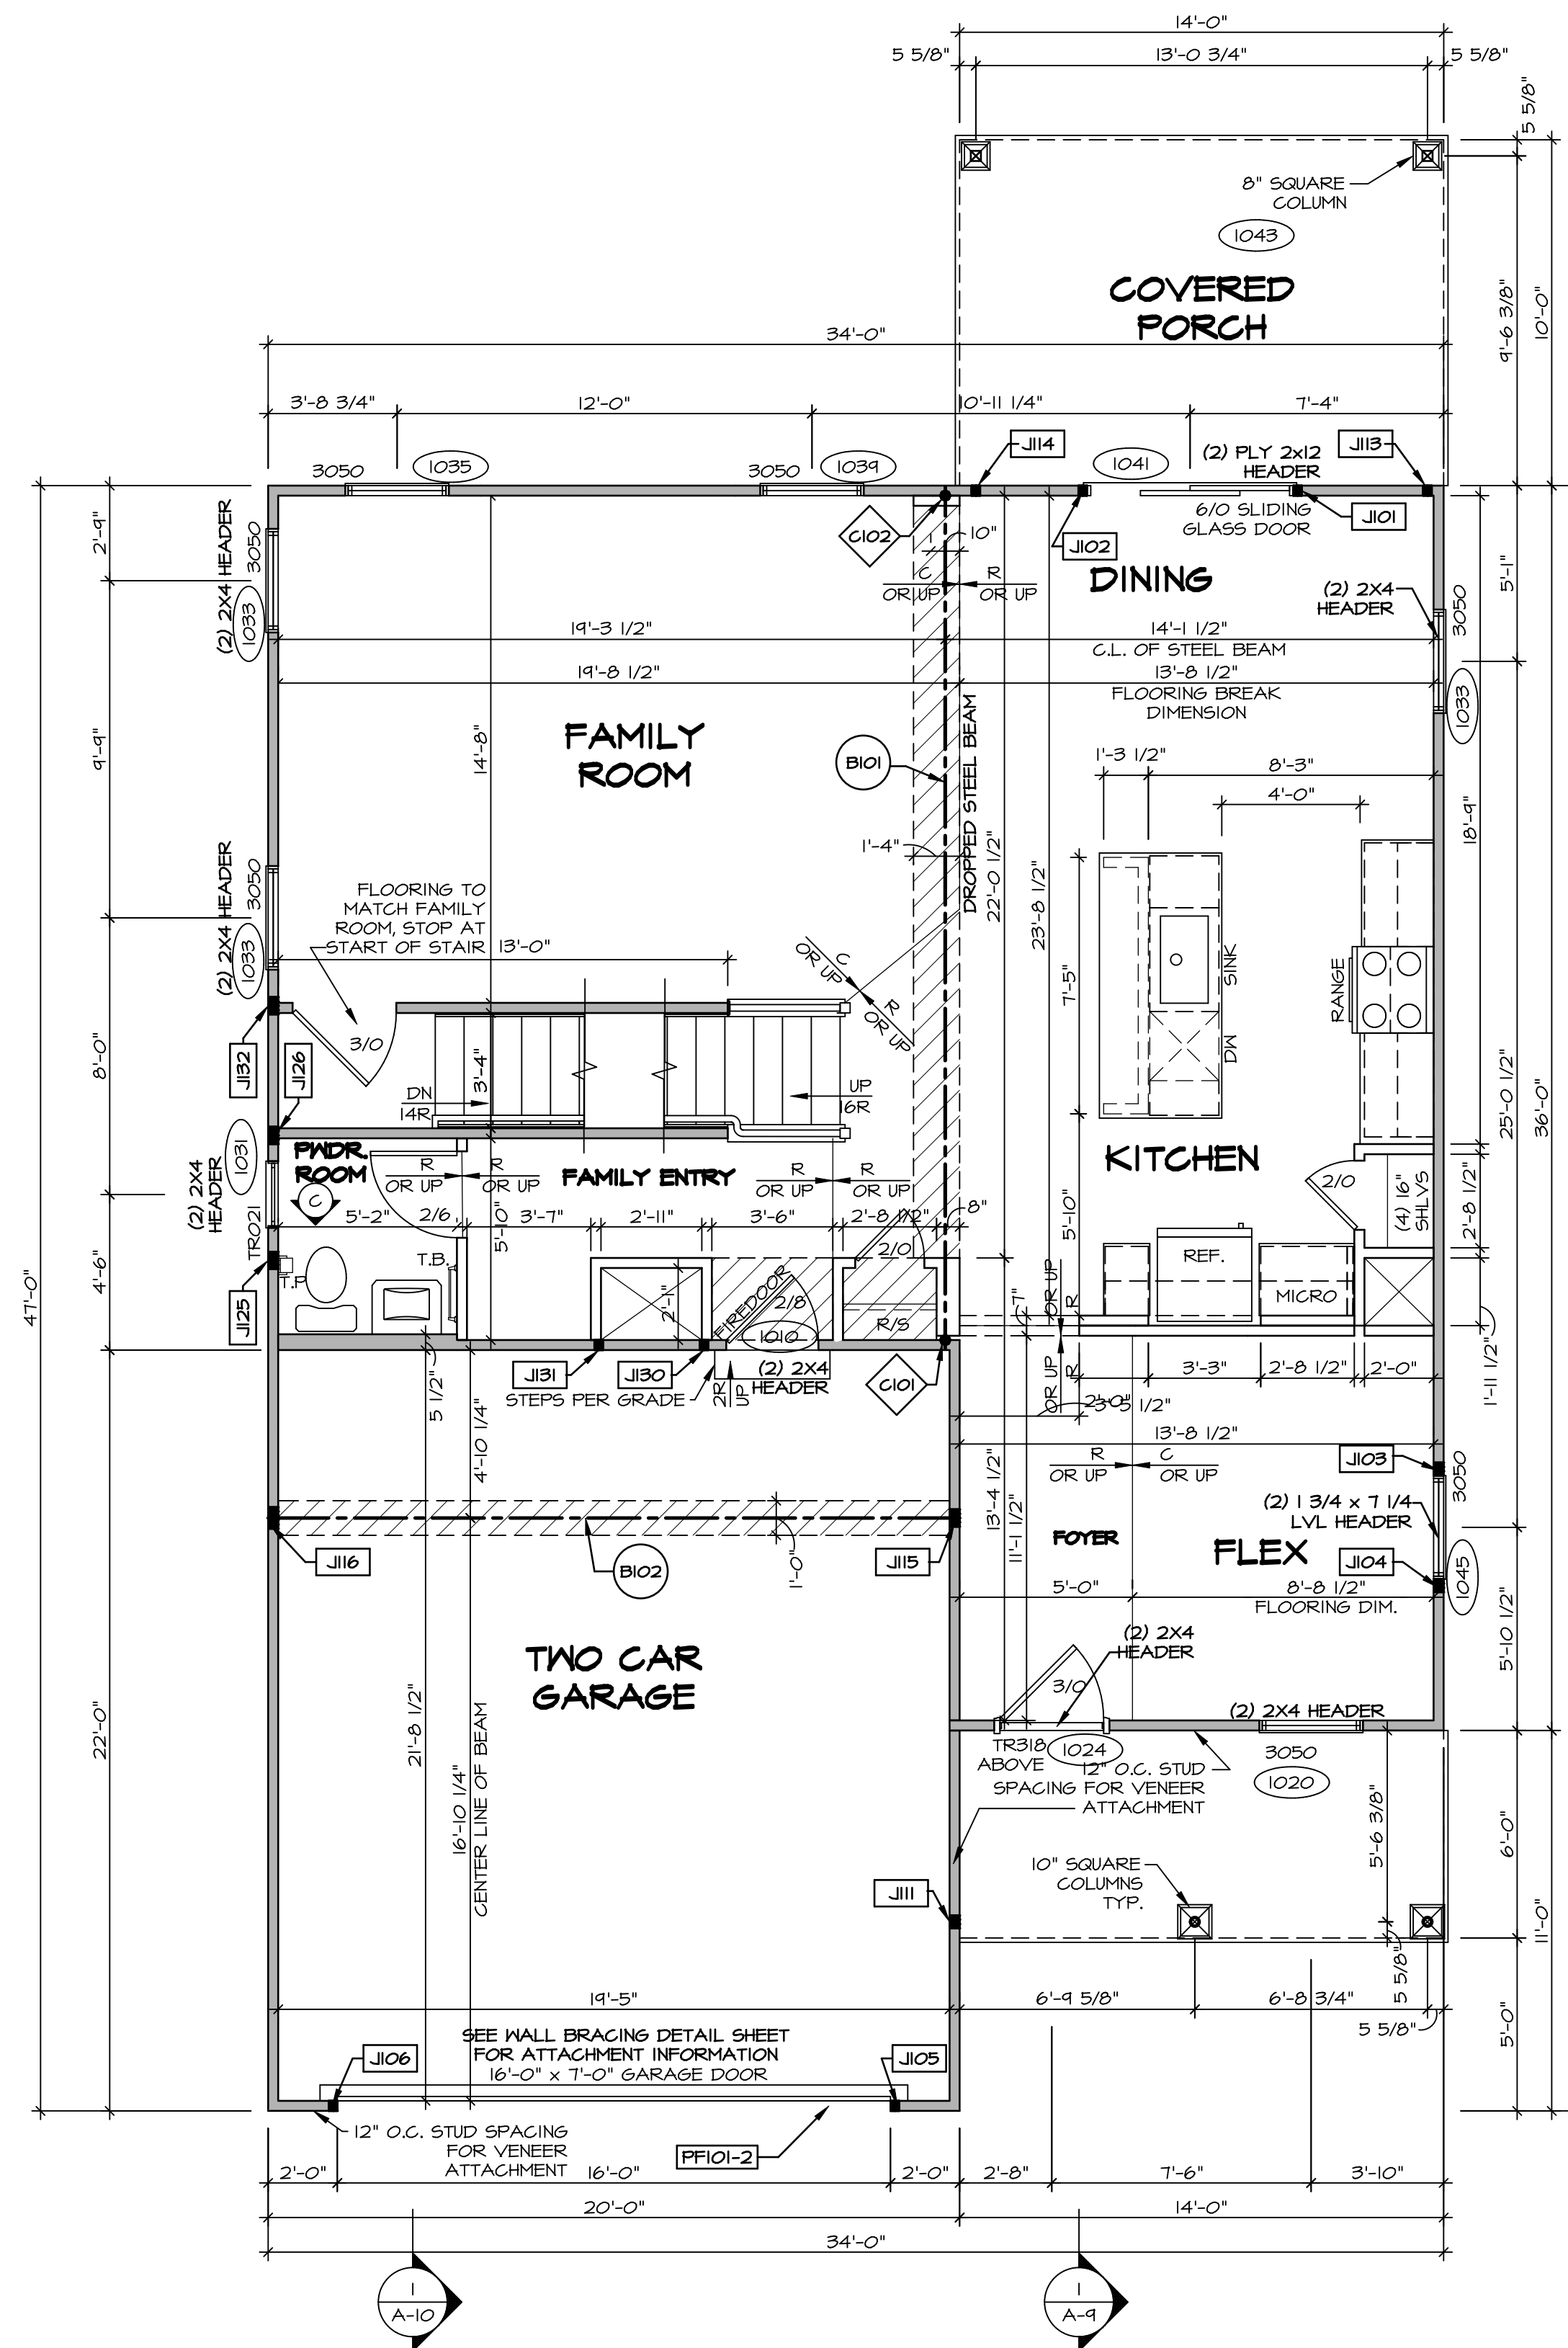 14'-0"
5 5/8"
13'-0 3/4"
5 5/8"
5 5/8"
8" SQUARE
COLUMN
1043
COVERED
PORCH
9'-6 3/8"
10'-0"
34'-0"
3'-8 3/4"
12'-0"
10'-11 1/4"
7'-4"
3050
1035
3050
1039
J114
1041
(2) PLY 2x12
HEADER
J113
6/0 SLIDING
GLASS DOOR
J101
C102
10"
J102
C
OR UP
R
OR UP
DINING
(2) 2X4
HEADER
3050
1033
5'-1"
2'-9"
(2) 2X4 HEADER
3050
1033
19'-3 1/2"
14'-1 1/2"
C.L. OF STEEL BEAM
19'-8 1/2"
13'-8 1/2"
FLOORING BREAK
DIMENSION
9'-9"
14'-8"
FAMILY
ROOM
B101
DROPPED STEEL BEAM
1'-4"
22'-0 1/2"
23'-8 1/2"
1'-3 1/2"
8'-3"
4'-0"
18'-9"
7'-5"
SINK
DW
RANGE
25'-0 1/2"
36'-0"
(2) 2X4 HEADER
3050
1033
FLOORING TO
MATCH FAMILY
ROOM, STOP AT
START OF STAIR
13'-0"
C
OR UP
R
OR UP
8'-0"
J132
J126
3/0
3'-4"
DN
14R
UP
16R
KITCHEN
PWDR.
ROOM
C
1031
(2) 2X4
HEADER
TR021
R
OR UP
R
OR UP
FAMILY ENTRY
R
OR UP
R
OR UP
2/0
(4) 16"
SHLVS
2'-8 1/2"
5'-2"
2/6
5'-10"
3'-7"
2'-11"
3'-6"
2'-8 1/2"
8"
5'-10"
47'-0"
4'-6"
T.P.
T.B.
J125
2'-1"
FIREDOOR
2/8
1010
2/0
R/S
7"
OR UP
R
REF.
MICRO
1'-11 1/2"
J131
J130
STEPS PER GRADE
2R
UP
(2) 2X4
HEADER
C101
5 1/2"
4'-10 1/4"
OR UP
R
3'-3"
2'-8 1/2"
2'-0"
2'-0"
3'-5 1/2"
13'-8 1/2"
R
OR UP
C
OR UP
J103
3050
13'-4 1/2"
11'-1 1/2"
(2) 1 3/4 x 7 1/4
LVL HEADER
FOYER
FLEX
J104
1045
J116
B102
1'-0"
J115
5'-0"
8'-8 1/2"
FLOORING DIM.
5'-10 1/2"
TWO CAR
GARAGE
(2) 2X4
HEADER
3/0
(2) 2X4 HEADER
22'-0"
21'-8 1/2"
16'-10 1/4"
CENTER LINE OF BEAM
TR318
ABOVE
1024
3050
1020
12" O.C. STUD
SPACING FOR VENEER
ATTACHMENT
5'-6 3/8"
6'-0"
10" SQUARE
COLUMNS
TYP.
J111
5 5/8"
11'-0"
19'-5"
6'-9 5/8"
6'-8 3/4"
5 5/8"
5'-0"
SEE WALL BRACING DETAIL SHEET
FOR ATTACHMENT INFORMATION
16'-0" x 7'-0" GARAGE DOOR
J106
J105
12" O.C. STUD SPACING
FOR VENEER
ATTACHMENT
PF101-2
2'-0"
16'-0"
2'-0"
2'-8"
7'-6"
3'-10"
20'-0"
14'-0"
34'-0"
1
A-10
1
A-9